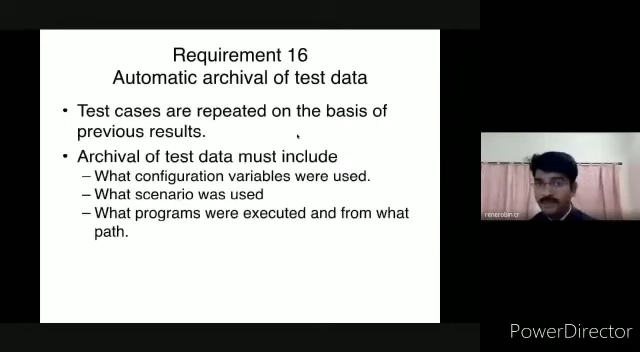 Requirement 16
Automatic archival of test data
• Test cases are repeated on the basis of
previous results.
• Archival of test data must include
– What configuration variables were used.
– What scenario was used
– What programs were executed and from what
path.
renerobin cr
PowerDirector